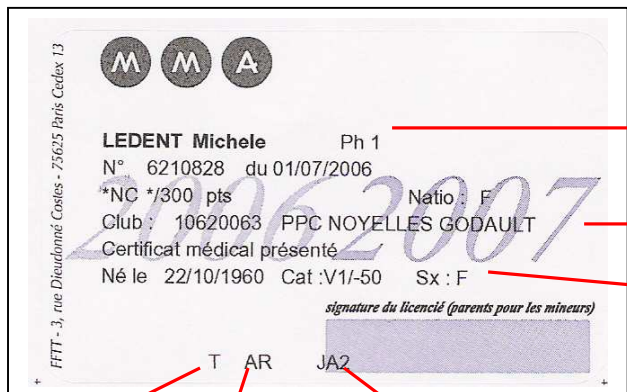 MMA
LEDENT Michele Ph 1
N° 6210828 du 01/07/2006
*NC */300 pts Natio : F
Club : 10620063 PPC NOYELLES GODAULT
Certificat médical présenté
Né le 22/10/1960 Cat :V1/-50 Sx : F
signature du licencié (parents pour les mineurs)
T AR JA2
2006 2007
FFTT - 3, rue Dieudonné Costes - 75625 Paris Cedex 13